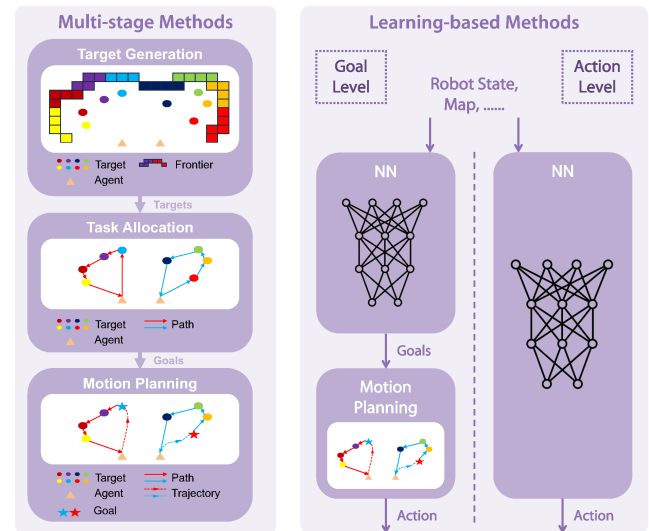 Multi-stage Methods
Target Generation
Target
Frontier
Agent
Targets
Task Allocation
Target
Path
Agent
Goals
Motion Planning
Target
Path
Agent
Trajectory
Goal
Learning-based Methods
Goal
Level
Action
Level
Robot State,
Map, ......
NN
NN
Goals
Motion
Planning
Action
Action